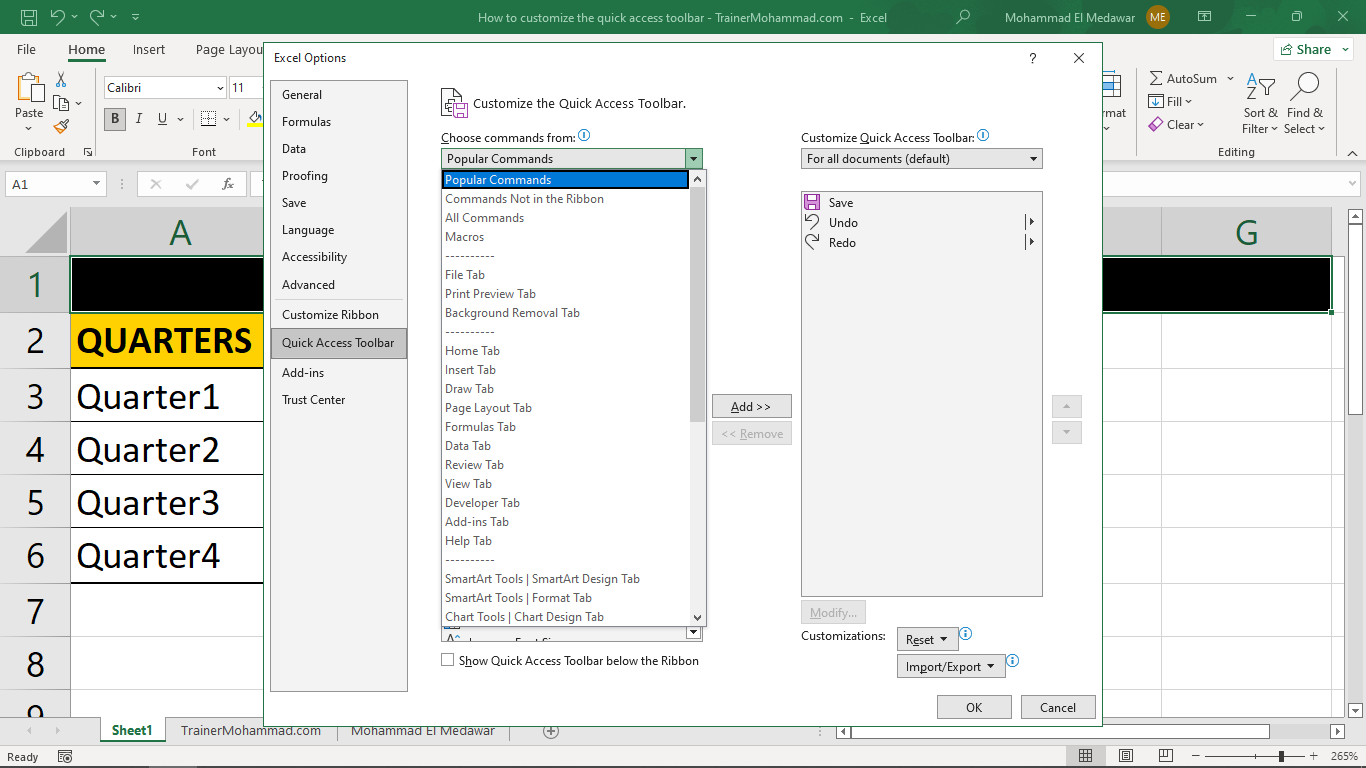 How to customize the quick access toolbar - TrainerMohammad.com - Excel
Mohammad El Medawar
ME
File
Home
Insert
Page Layou
Share
Paste
Clipboard
Calibri
11
B
I
U
Font
rmat
AutoSum
Fill
Clear
Sort &
Filter
Find &
Select
Editing
A1
fx
A
G
1
2
QUARTERS
3
Quarter1
4
Quarter2
5
Quarter3
6
Quarter4
7
8
9
Excel Options
?
General
Formulas
Data
Proofing
Save
Language
Accessibility
Advanced
Customize Ribbon
Quick Access Toolbar
Add-ins
Trust Center
Customize the Quick Access Toolbar.
Choose commands from:
Popular Commands
Popular Commands
Commands Not in the Ribbon
All Commands
Macros
----------
File Tab
Print Preview Tab
Background Removal Tab
----------
Home Tab
Insert Tab
Draw Tab
Page Layout Tab
Formulas Tab
Data Tab
Review Tab
View Tab
Developer Tab
Add-ins Tab
Help Tab
----------
SmartArt Tools | SmartArt Design Tab
SmartArt Tools | Format Tab
Chart Tools | Chart Design Tab
Show Quick Access Toolbar below the Ribbon
Add >>
<< Remove
Customize Quick Access Toolbar:
For all documents (default)
Save
Undo
Redo
Modify...
Customizations:
Reset
Import/Export
OK
Cancel
Sheet1
TrainerMohammad.com
Mohammad El Medawar
Ready
265%